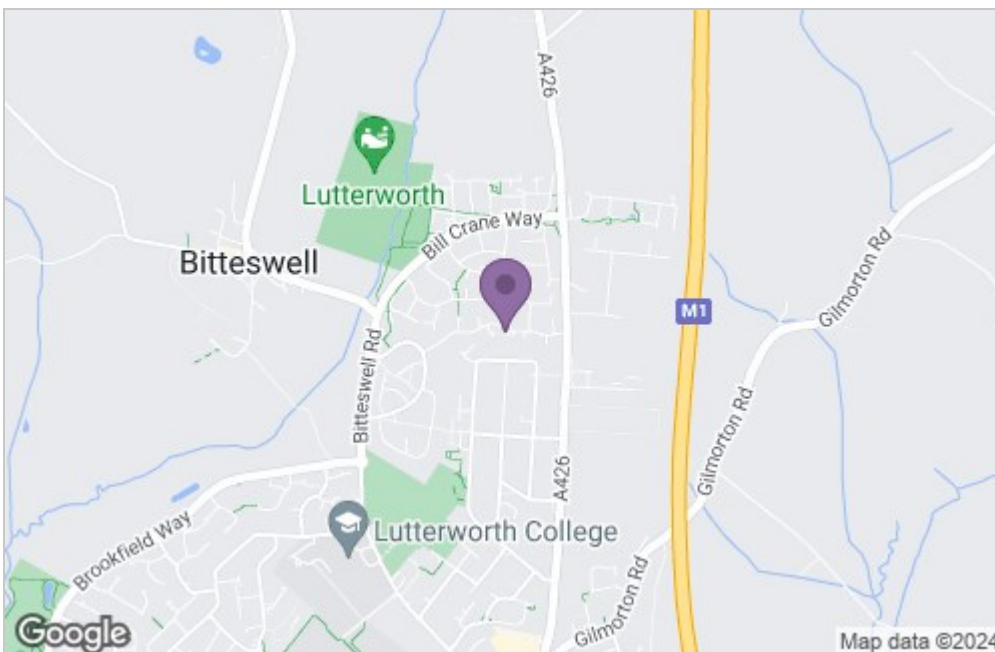 A426
Lutterworth
Bill Crane Way
Bitteswell
Gilmorton Rd
M1
Bitteswell Rd
A426
Gilmorton Rd
Lutterworth College
Brookfield Way
Gilmorton Rd
Google
Map data ©2024